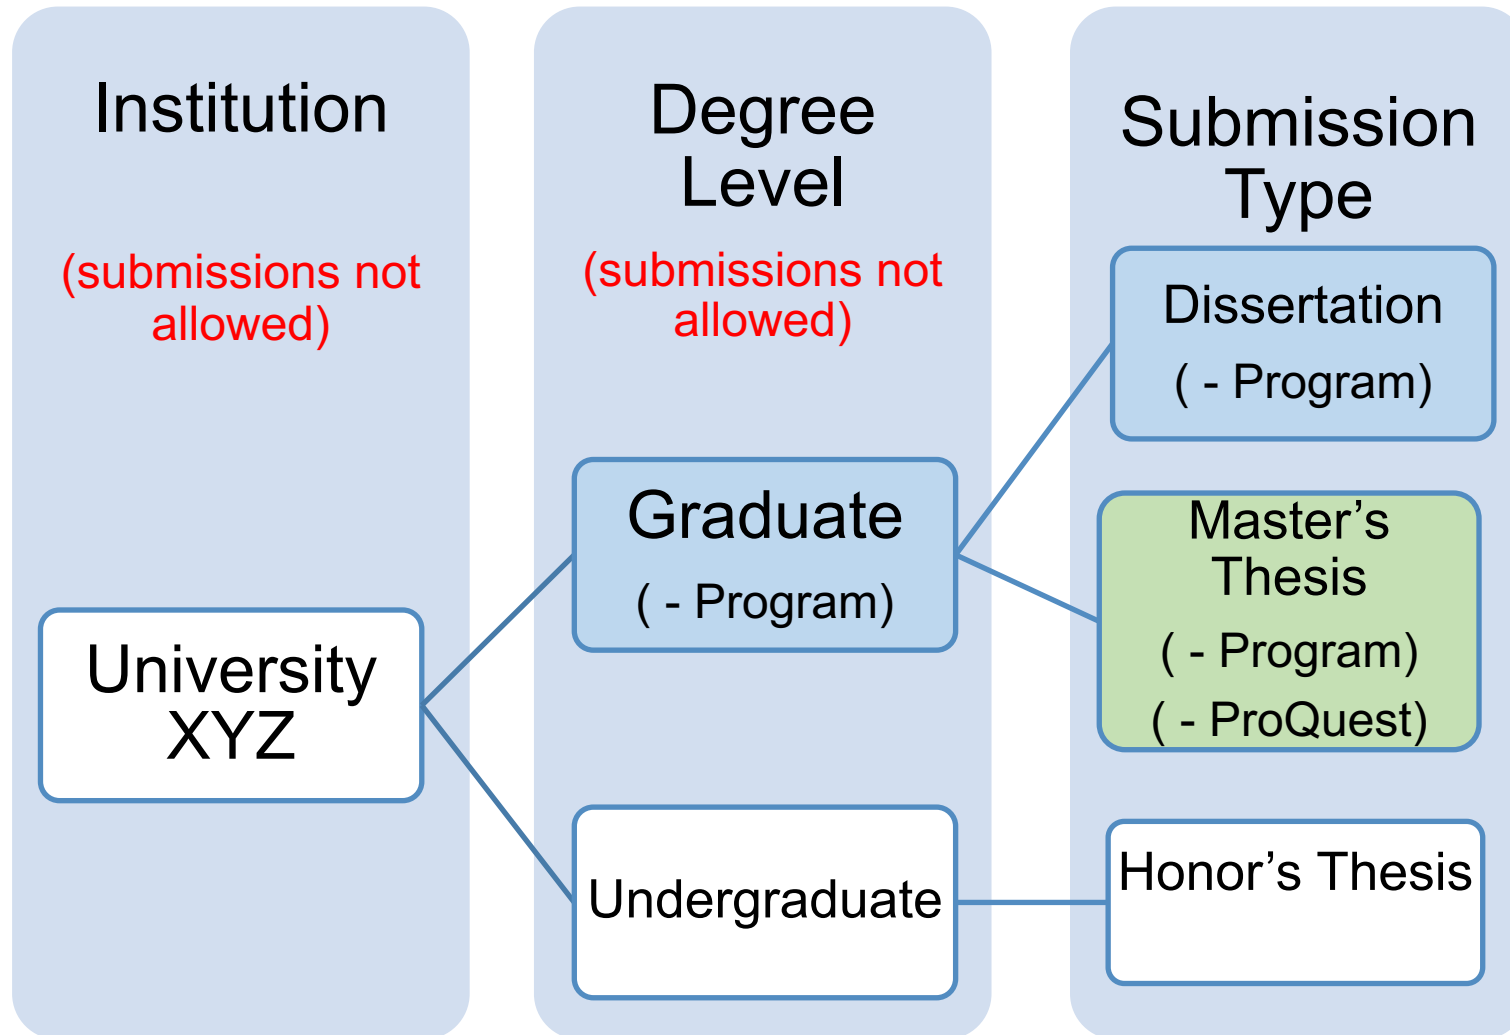 Institution
(submissions not
allowed)
University
XYZ
Degree
Level
(submissions not
allowed)
Graduate
( - Program)
Undergraduate
Submission
Type
Dissertation
( - Program)
Master’s
Thesis
( - Program)
( - ProQuest)
Honor’s Thesis